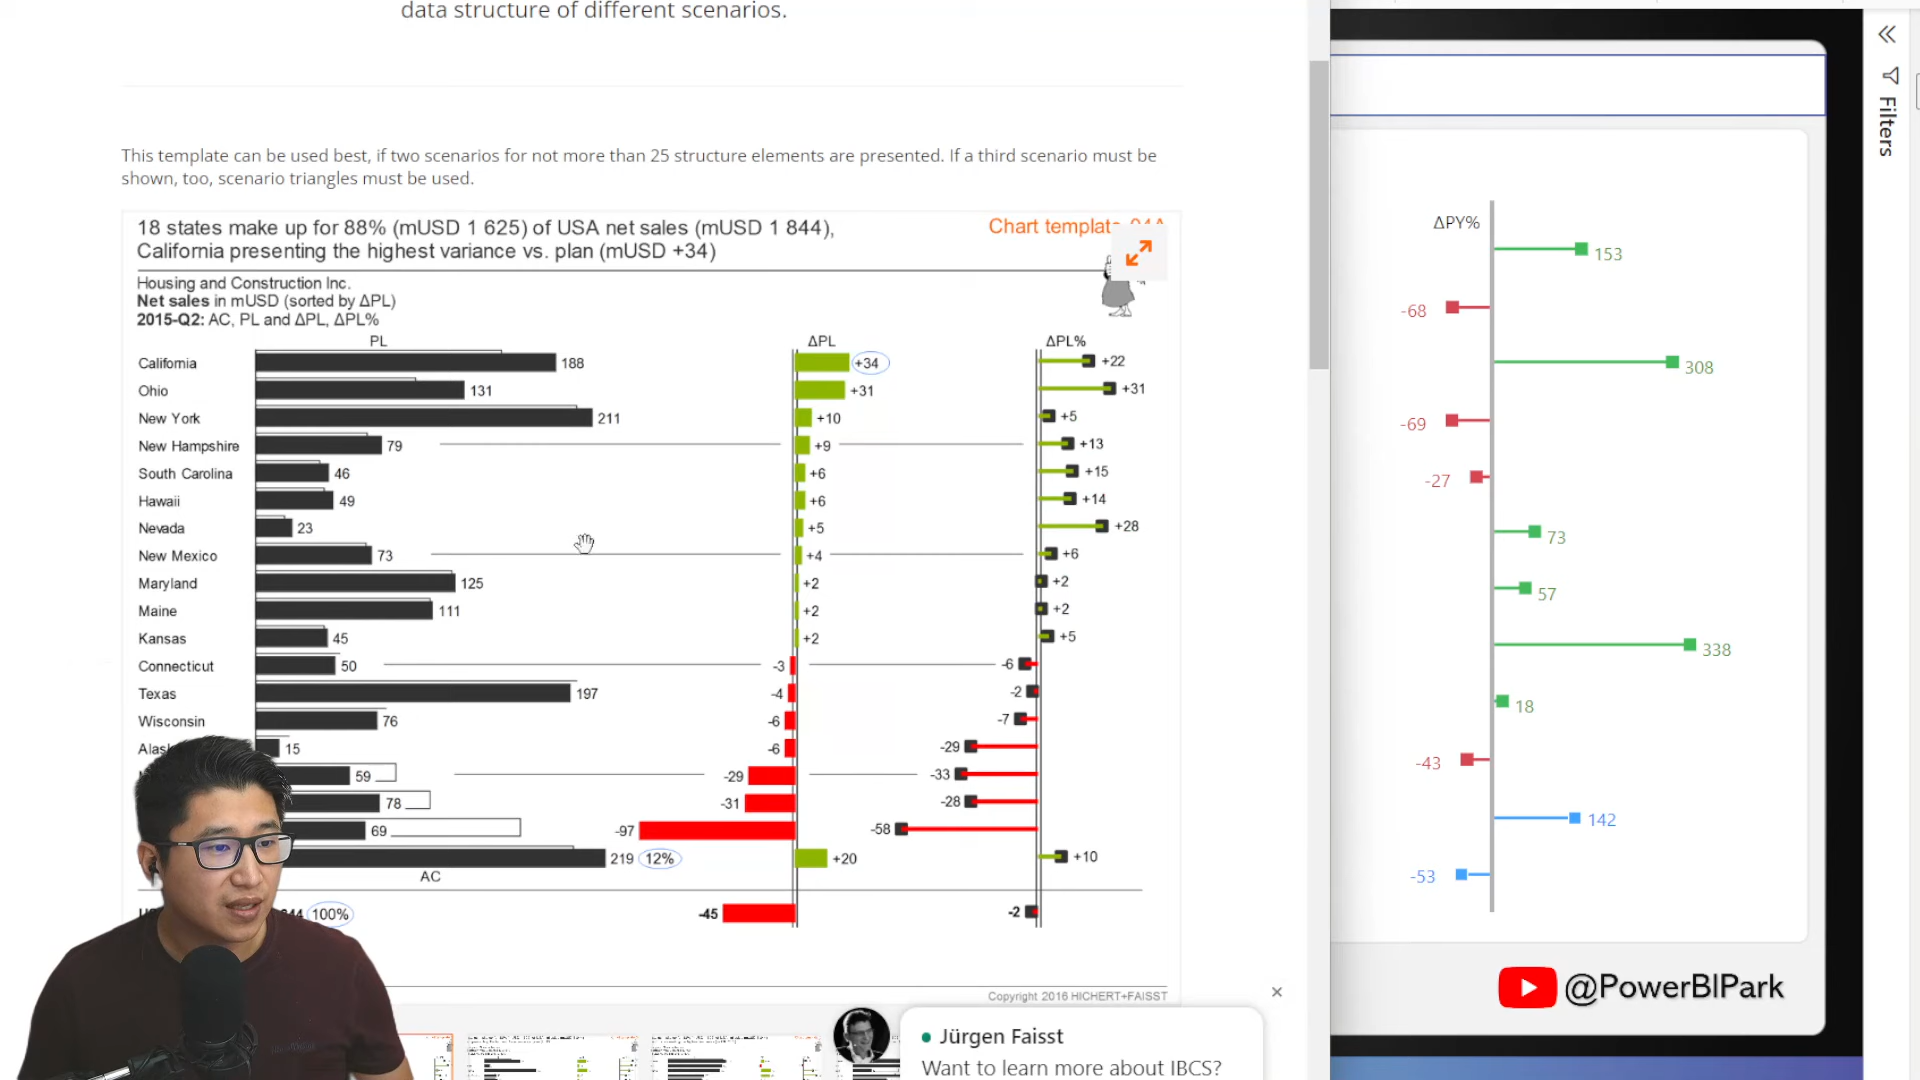 data structure of different scenarios.
This template can be used best, if two scenarios for not more than 25 structure elements are presented. If a third scenario must be
shown, too, scenario triangles must be used.
18 states make up for 88% (mUSD 1 625) of USA net sales (mUSD 1 844),
California presenting the highest variance vs. plan (mUSD +34)
Chart template
Housing and Construction Inc.
Net sales in mUSD (sorted by ΔPL)
2015-Q2: AC, PL and ΔPL, ΔPL%
PL ΔPL ΔPL%
California 188 +34 +22
Ohio 131 +31 +31
New York 211 +10 +5
New Hampshire 79 +9 +13
South Carolina 46 +6 +15
Hawaii 49 +6 +14
Nevada 23 +5 +28
New Mexico 73 +4 +6
Maryland 125 +2 +2
Maine 111 +2 +2
Kansas 45 +2 +5
Connecticut 50 -3 -6
Texas 197 -4 -2
Wisconsin 76 -6 -7
Alas 15 -6 -29
59 -29 -33
78 -31 -28
69 -97 -58
219 12% +20 +10
AC
100% -45 -2
Copyright 2016 HICHERT+FAISST
Jürgen Faisst
Want to learn more about IBCS?
ΔPY%
153
-68
308
-69
-27
73
57
338
18
-43
142
-53
@PowerBIPark
Filters